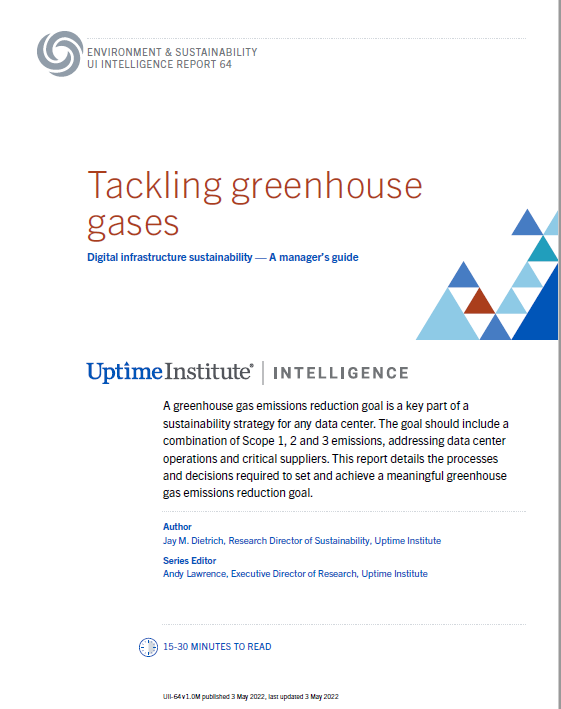 ENVIRONMENT & SUSTAINABILITY
UI INTELLIGENCE REPORT 64
Tackling greenhouse
gases
Digital infrastructure sustainability — A manager's guide
UptimeInstitute® | INTELLIGENCE
A greenhouse gas emissions reduction goal is a key part of a
sustainability strategy for any data center. The goal should include a
combination of Scope 1, 2 and 3 emissions, addressing data center
operations and critical suppliers. This report details the processes
and decisions required to set and achieve a meaningful greenhouse
gas emissions reduction goal.
Author
Jay M. Dietrich, Research Director of Sustainability, Uptime Institute
Series Editor
Andy Lawrence, Executive Director of Research, Uptime Institute
15-30 MINUTES TO READ
UII-64 v1.0M published 3 May 2022, last updated 3 May 2022